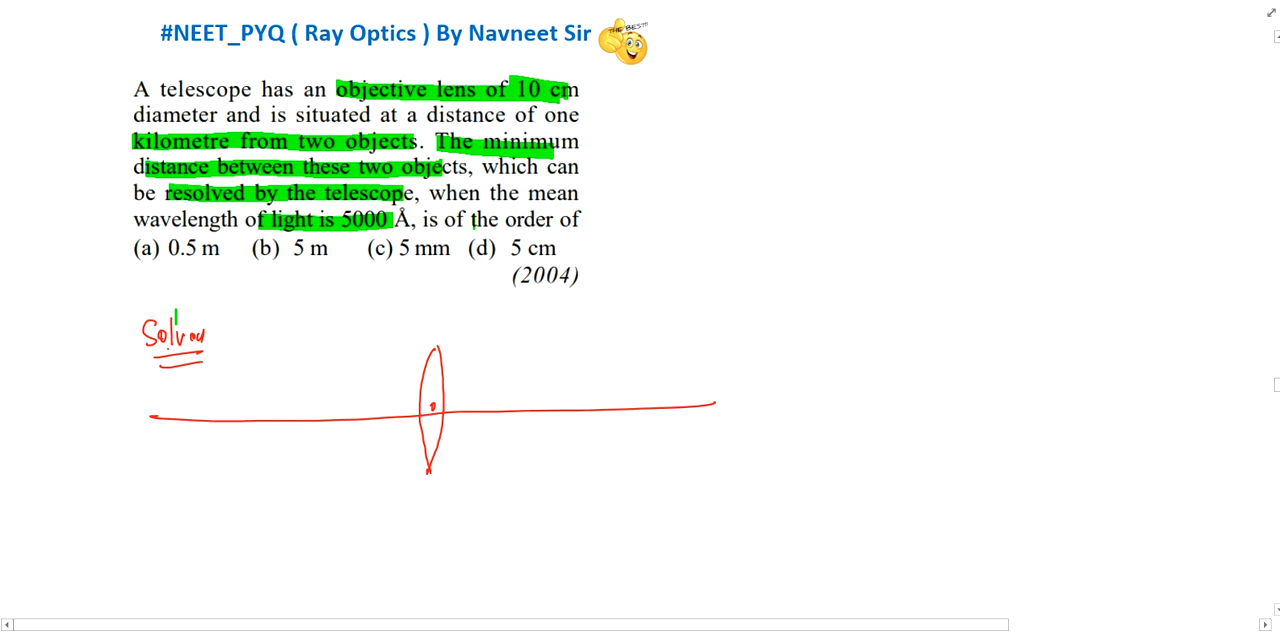 #NEET_PYQ ( Ray Optics ) By Navneet Sir
THE BEST!!
A telescope has an objective lens of 10 cm
diameter and is situated at a distance of one
kilometre from two objects. The minimum
distance between these two objects, which can
be resolved by the telescope, when the mean
wavelength of light is 5000 Å, is of the order of
(a) 0.5 m (b) 5 m (c) 5 mm (d) 5 cm
(2004)
Solved